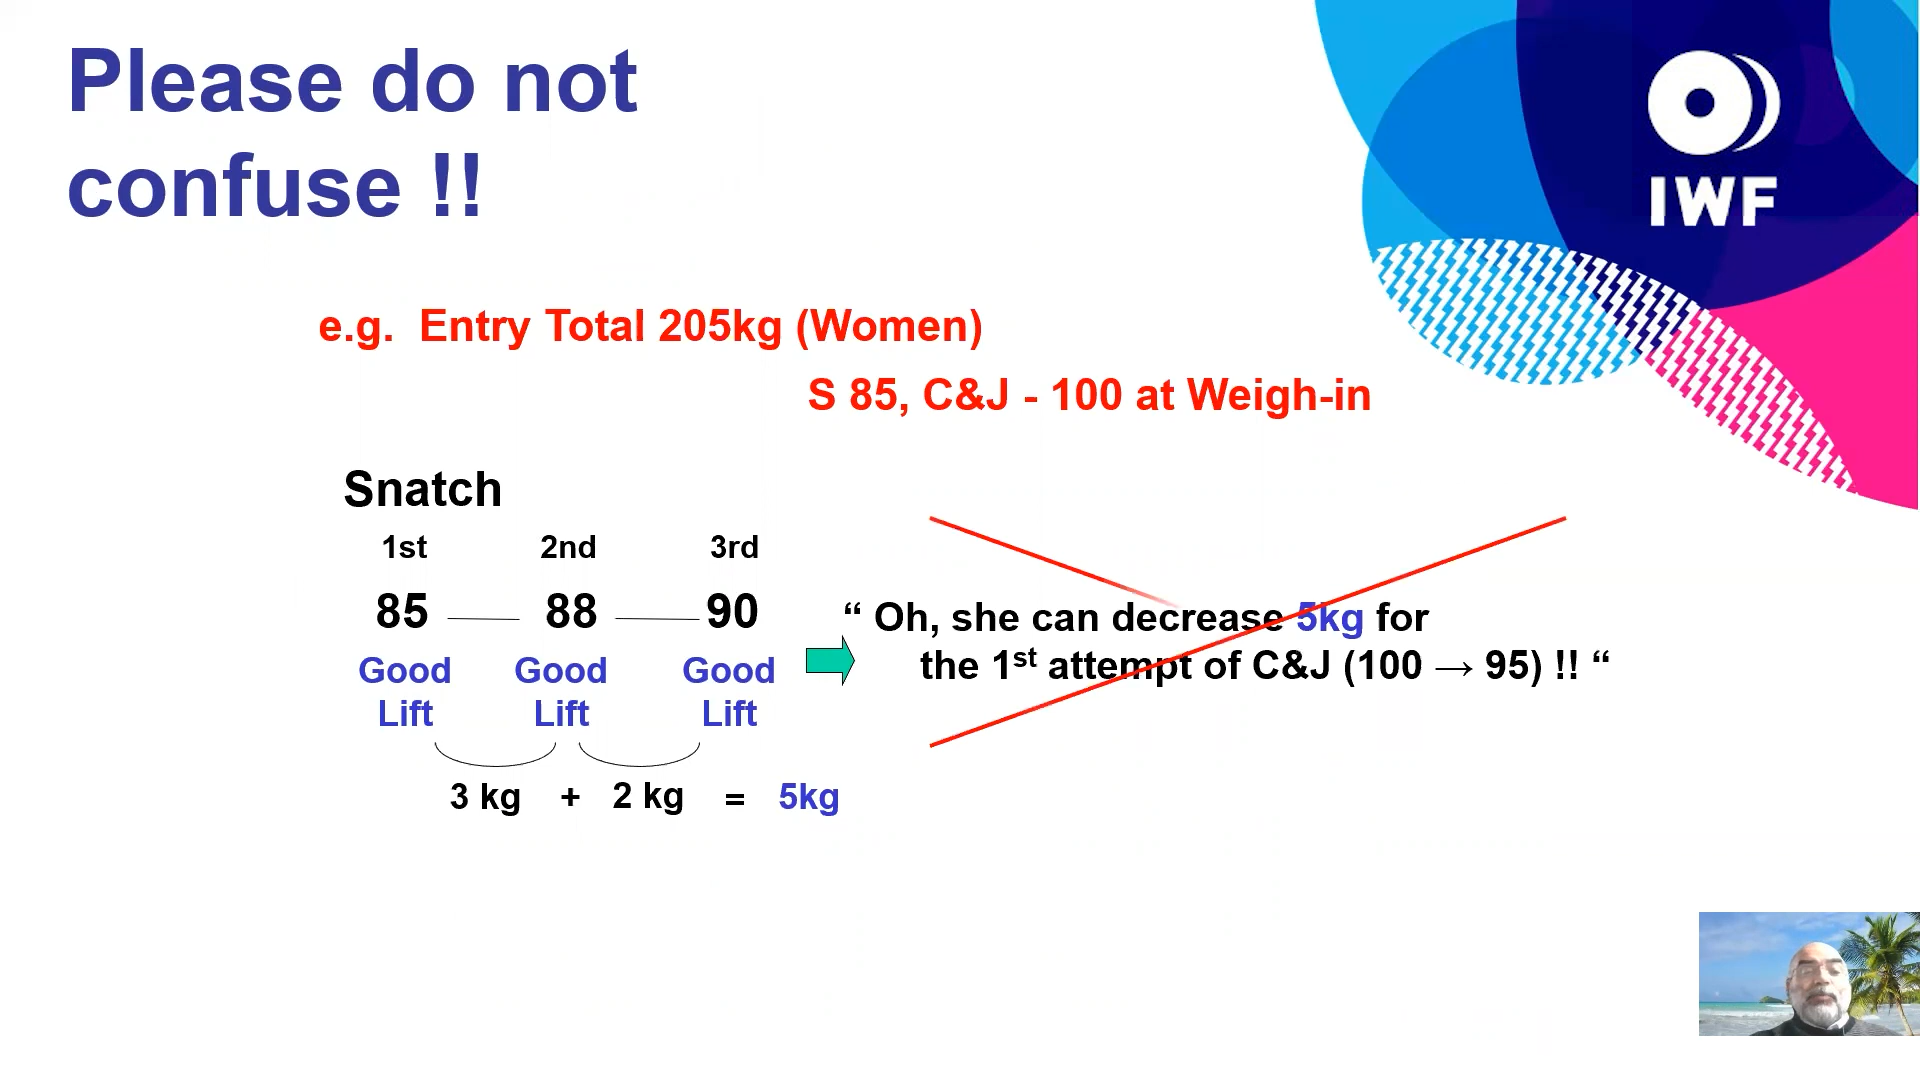 Please do not
confuse !!
IWF
e.g. Entry Total 205kg (Women)
S 85, C&J - 100 at Weigh-in
Snatch
1st 2nd 3rd
85 88 90
Good Good Good
Lift Lift Lift
“ Oh, she can decrease 5kg for
the 1st attempt of C&J (100 → 95) !! “
3 kg + 2 kg = 5kg